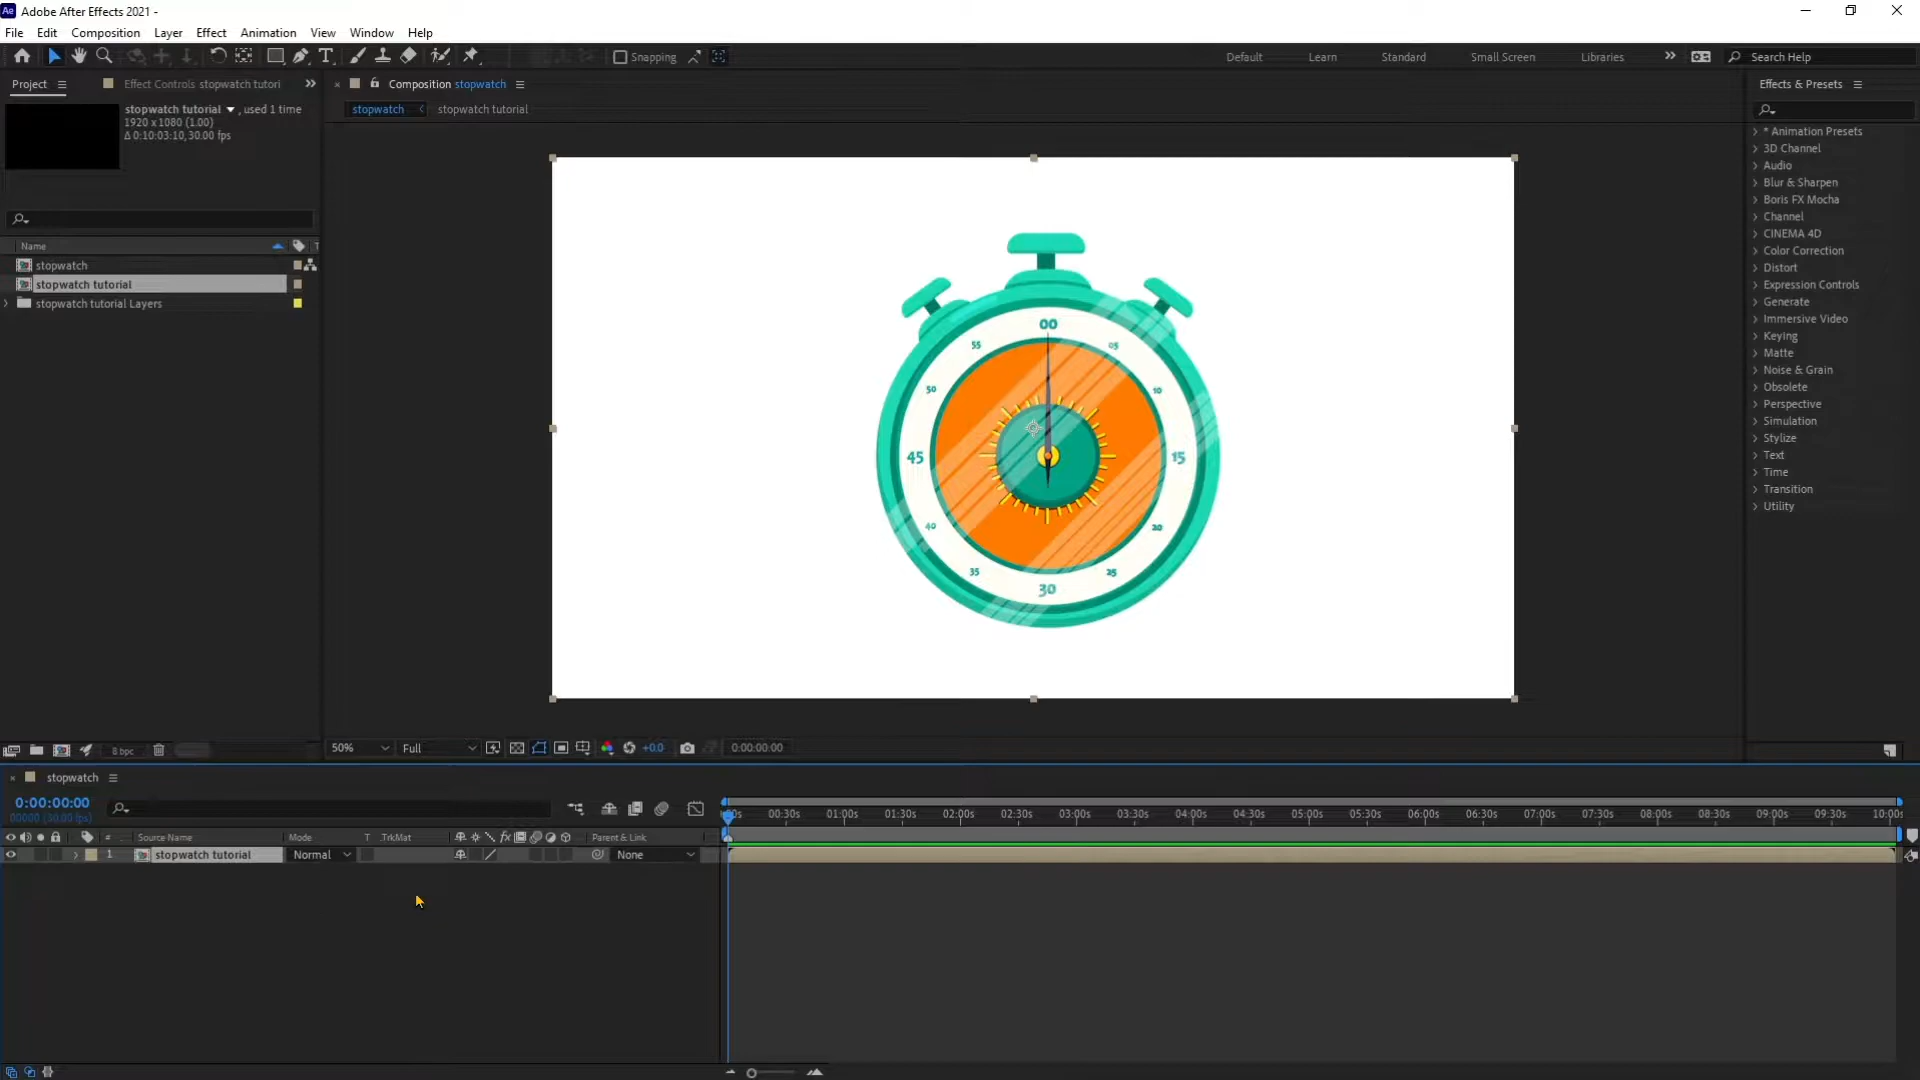 Ae Adobe After Effects 2021 -
File Edit Composition Layer Effect Animation View Window Help
Snapping Default Learn Standard Small Screen Libraries Search Help
Project Effect Controls stopwatch tutori
Composition stopwatch
Effects & Presets
stopwatch tutorial , used 1 time
1920 x 1080 (1.00)
Δ 0:10:03:10, 30.00 fps
stopwatch stopwatch tutorial
Name
stopwatch
stopwatch tutorial
stopwatch tutorial Layers
00
05
10
15
20
25
30
35
40
45
50
55
* Animation Presets
3D Channel
Audio
Blur & Sharpen
Boris FX Mocha
Channel
CINEMA 4D
Color Correction
Distort
Expression Controls
Generate
Immersive Video
Keying
Matte
Noise & Grain
Obsolete
Perspective
Simulation
Stylize
Text
Time
Transition
Utility
8 bpc
50% Full +0.0 0:00:00:00
stopwatch
0:00:00:00
00000 (30.00 fps)
00:30s 01:00s 01:30s 02:00s 02:30s 03:00s 03:30s 04:00s 04:30s 05:00s 05:30s 06:00s 06:30s 07:00s 07:30s 08:00s 08:30s 09:00s 09:30s 10:00s
# Source Name Mode T .TrkMat fx Parent & Link
1 stopwatch tutorial Normal None